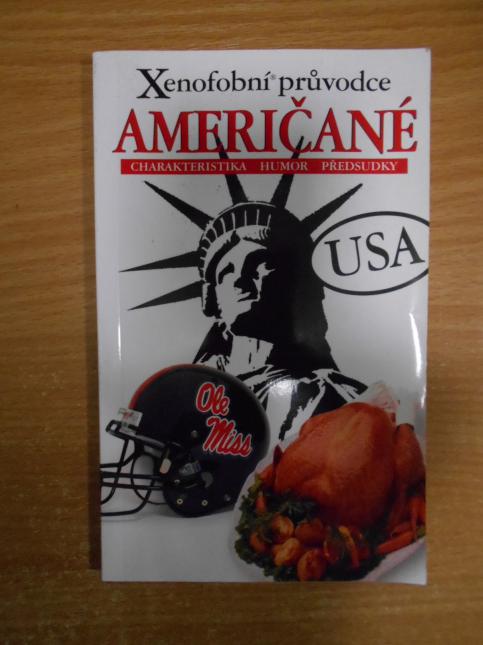 Xenofobní® průvodce
AMERIČANÉ
CHARAKTERISTIKA HUMOR PŘEDSUDKY
USA
Ole
Miss